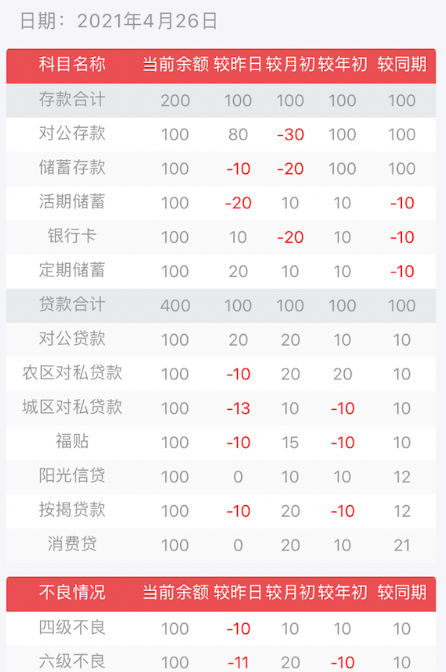 日期：2021年4月26日
科目名称 当前余额 较昨日 较月初 较年初 较同期
存款合计 200 100 100 100 100
对公存款 100 80 -30 100 100
储蓄存款 100 -10 -20 100 100
活期储蓄 100 -20 10 10 -10
银行卡 100 10 -20 10 -10
定期储蓄 100 20 10 10 -10
贷款合计 400 100 100 100 100
对公贷款 100 20 20 10 10
农区对私贷款 100 -10 20 20 10
城区对私贷款 100 -13 10 -10 10
福贴 100 -10 15 -10 10
阳光信贷 100 0 10 10 12
按揭贷款 100 -10 20 -10 12
消费贷 100 0 20 10 21
不良情况 当前余额 较昨日 较月初 较年初 较同期
四级不良 100 -10 10 10 10
六级不良 100 -11 20 -10 10